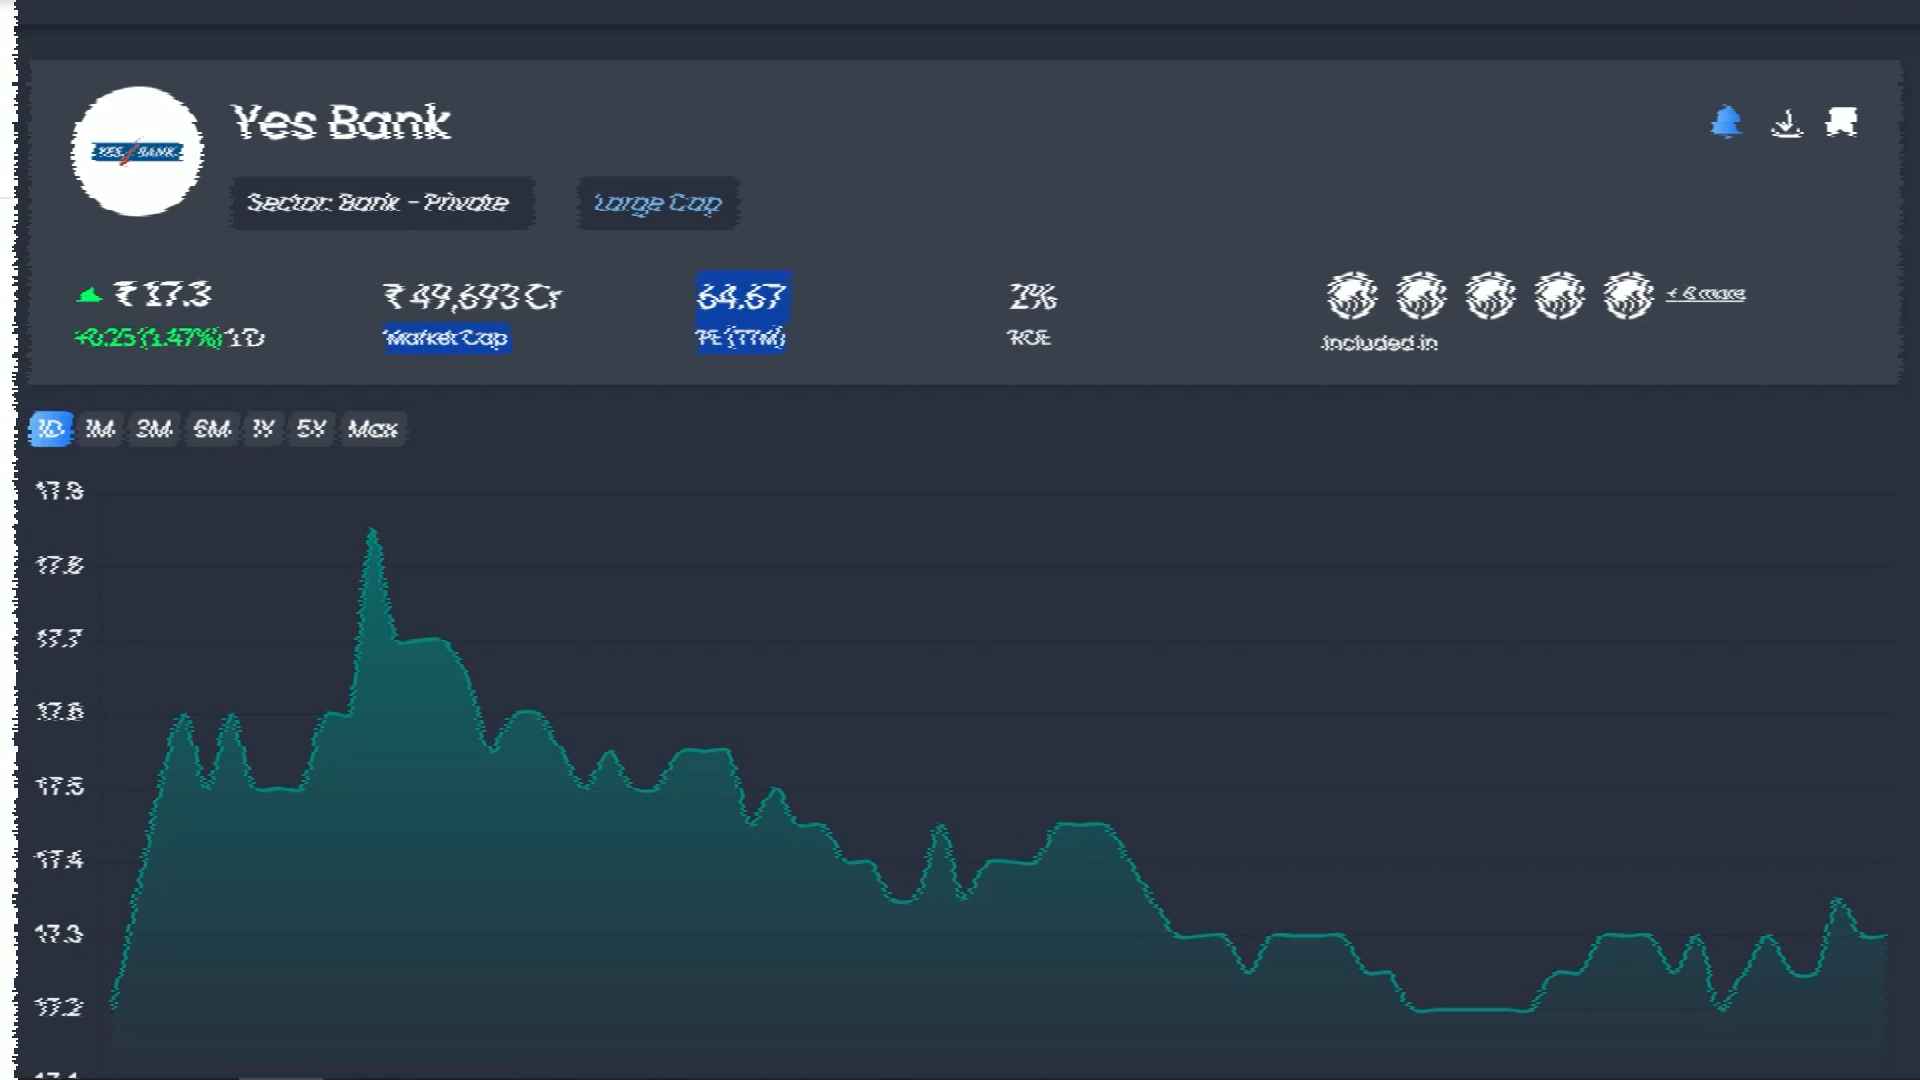 Yes Bank
YES BANK
Sector: Bank - Private
Large Cap
₹ 17.3
₹ 49,693 Cr
64.67
2%
+ 8 more
+0.25 (1.47%) 1D
Market Cap
PE (TTM)
ROE
Included in
1D 1M 3M 6M 1Y 5Y Max
17.9
17.8
17.7
17.6
17.5
17.4
17.3
17.2